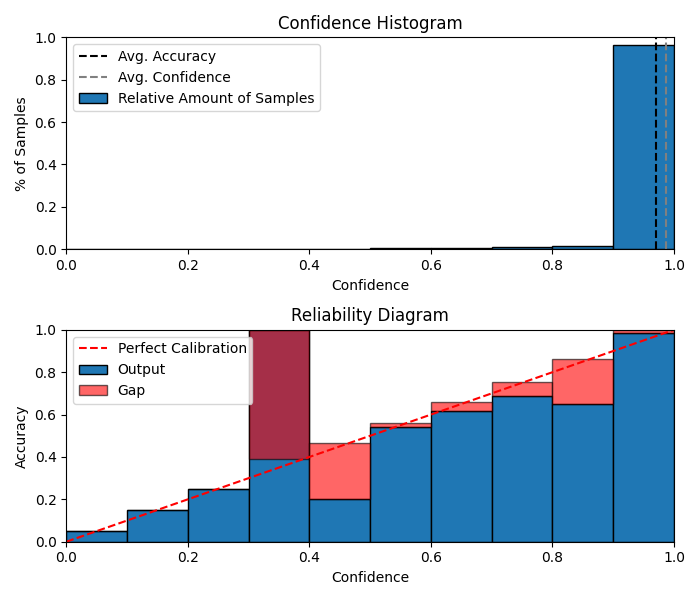 Confidence Histogram
% of Samples
1.0
0.8
0.6
0.4
0.2
0.0
Avg. Accuracy
Avg. Confidence
Relative Amount of Samples
0.0 0.2 0.4 0.6 0.8 1.0
Confidence
Reliability Diagram
Accuracy
1.0
0.8
0.6
0.4
0.2
0.0
Perfect Calibration
Output
Gap
0.0 0.2 0.4 0.6 0.8 1.0
Confidence